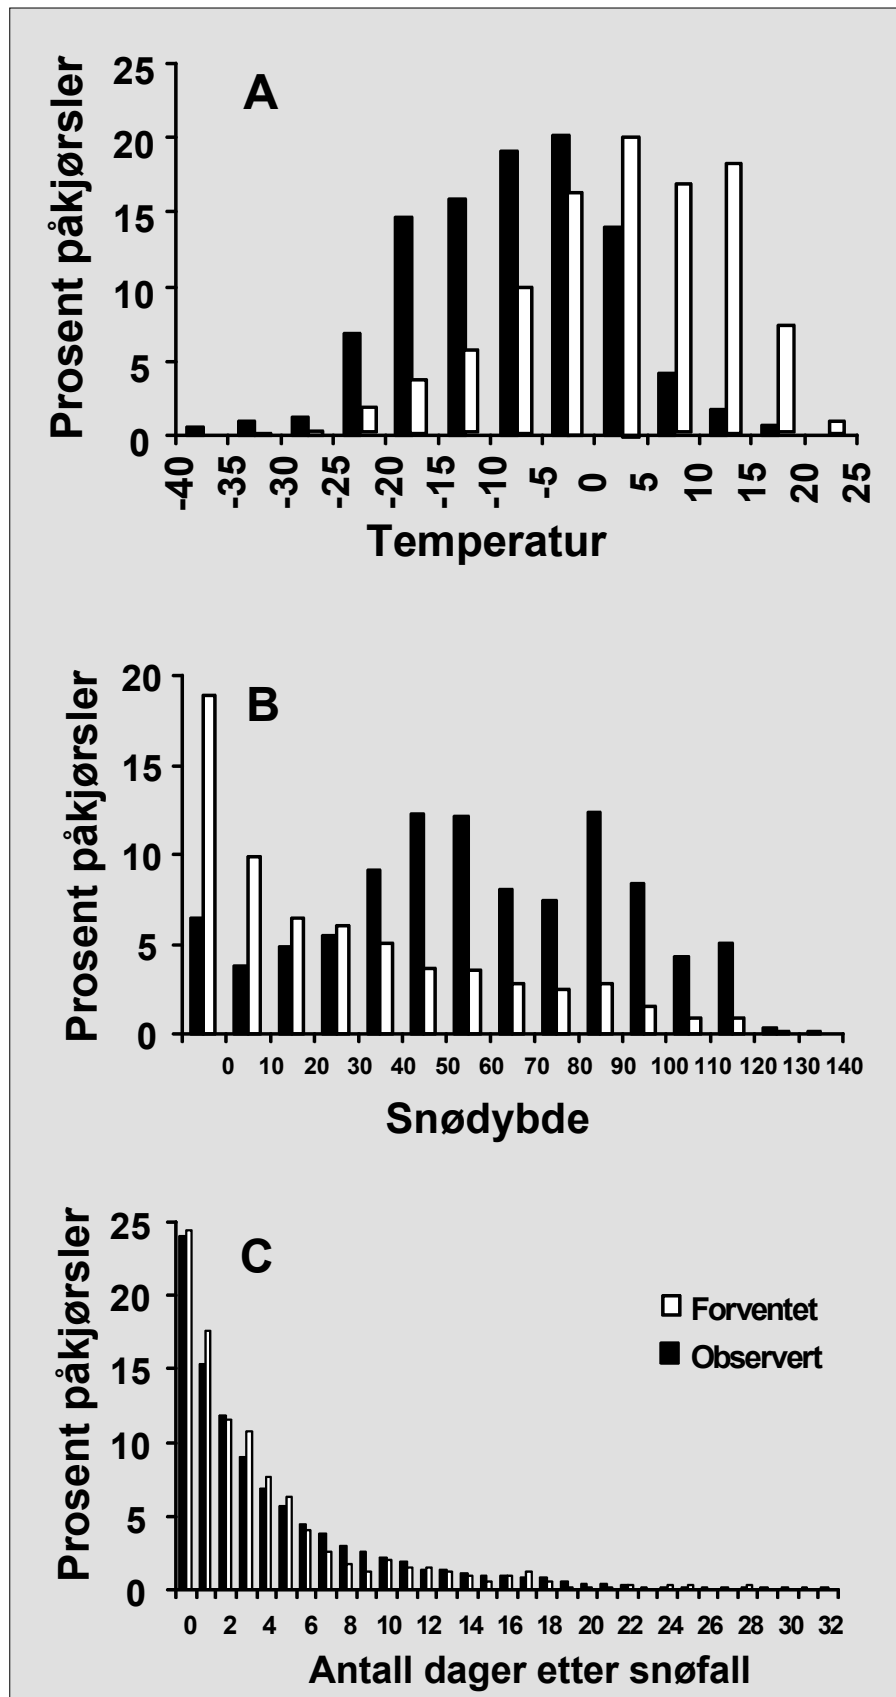 A
Prosent påkjørsler
25
20
15
10
5
0
-40 -35 -30 -25 -20 -15 -10 -5 0 5 10 15 20 25
Temperatur
B
Prosent påkjørsler
20
15
10
5
0
0 10 20 30 40 50 60 70 80 90 100 110 120 130 140
Snødybde
C
Prosent påkjørsler
25
20
15
10
5
0
Forventet
Observert
0 2 4 6 8 10 12 14 16 18 20 22 24 26 28 30 32
Antall dager etter snøfall